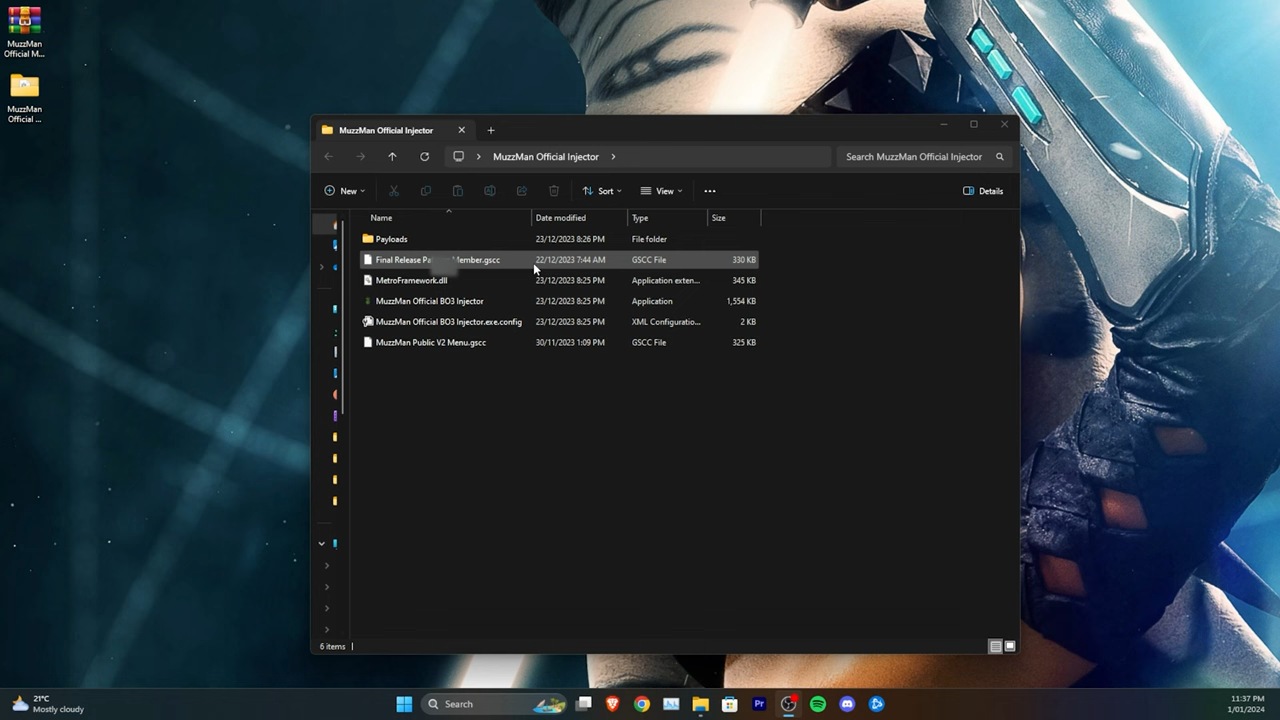 MuzzMan
Official M...
MuzzMan
Official ...
MuzzMan Official Injector
MuzzMan Official Injector
Search MuzzMan Official Injector
New
Sort
View
Details
Name
Date modified
Type
Size
Payloads
23/12/2023 8:26 PM
File folder
Final Release Member.gscc
22/12/2023 7:44 AM
GSCC File
330 KB
MetroFramework.dll
23/12/2023 8:25 PM
Application exten...
345 KB
MuzzMan Official BO3 Injector
23/12/2023 8:25 PM
Application
1,554 KB
MuzzMan Official BO3 Injector.exe.config
23/12/2023 8:25 PM
XML Configuratio...
2 KB
MuzzMan Public V2 Menu.gscc
30/11/2023 1:09 PM
GSCC File
325 KB
6 items
21°C
Mostly cloudy
Search
Pr
11:37 PM
1/01/2024